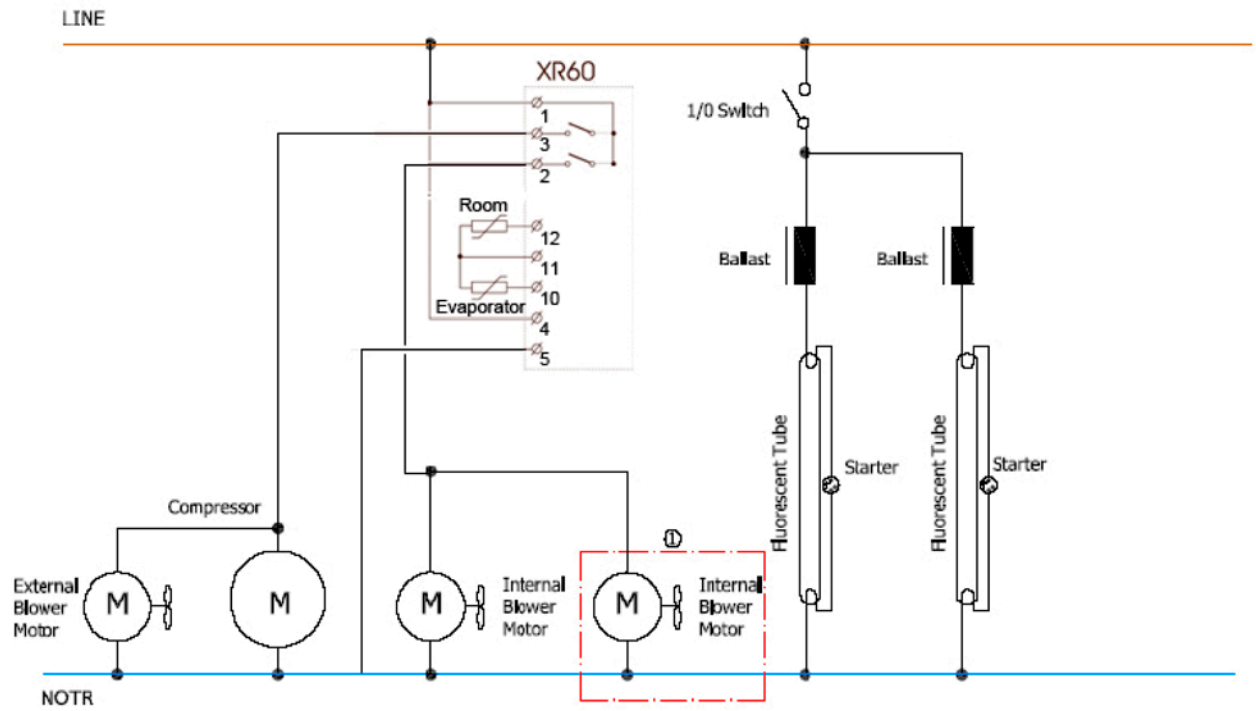 LINE
XR60
1
3
2
Room
12
11
10
Evaporator
4
5
1/0 Switch
Ballast
Ballast
Fluorescent Tube
Starter
Fluorescent Tube
Starter
Compressor
External
Blower
Motor
M
M
M
Internal
Blower
Motor
1
M
Internal
Blower
Motor
NOTR